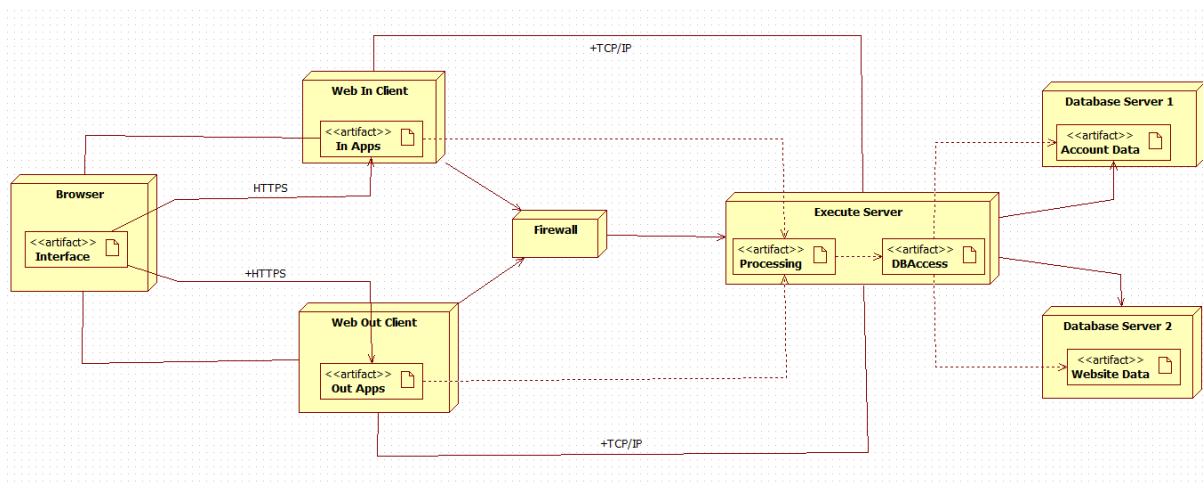 +TCP/IP
Web In Client
<<artifact>>
In Apps
Database Server 1
<<artifact>>
Account Data
Browser
HTTPS
<<artifact>>
Interface
Firewall
Execute Server
<<artifact>>
Processing
<<artifact>>
DBAccess
+HTTPS
Web Out Client
<<artifact>>
Out Apps
Database Server 2
<<artifact>>
Website Data
+TCP/IP